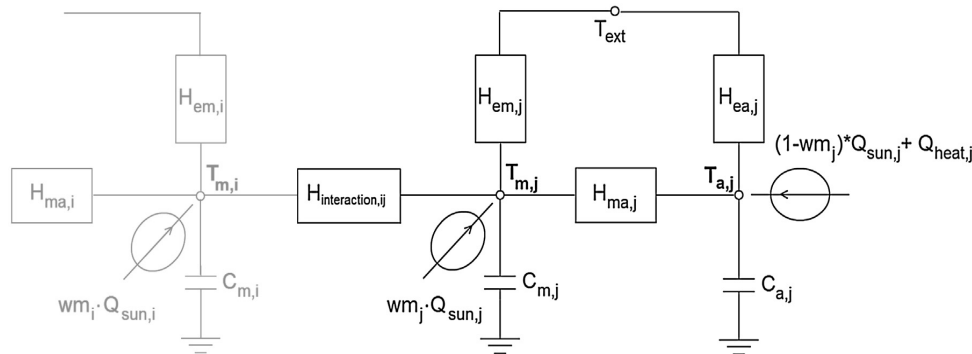 T_ext
H_em,i
H_em,j
H_ea,j
(1-wm_j)*Q_sun,j + Q_heat,j
T_m,i
T_m,j
T_a,j
H_ma,i
H_interaction,ij
H_ma,j
C_m,i
C_m,j
C_a,j
wm_i·Q_sun,i
wm_j·Q_sun,j